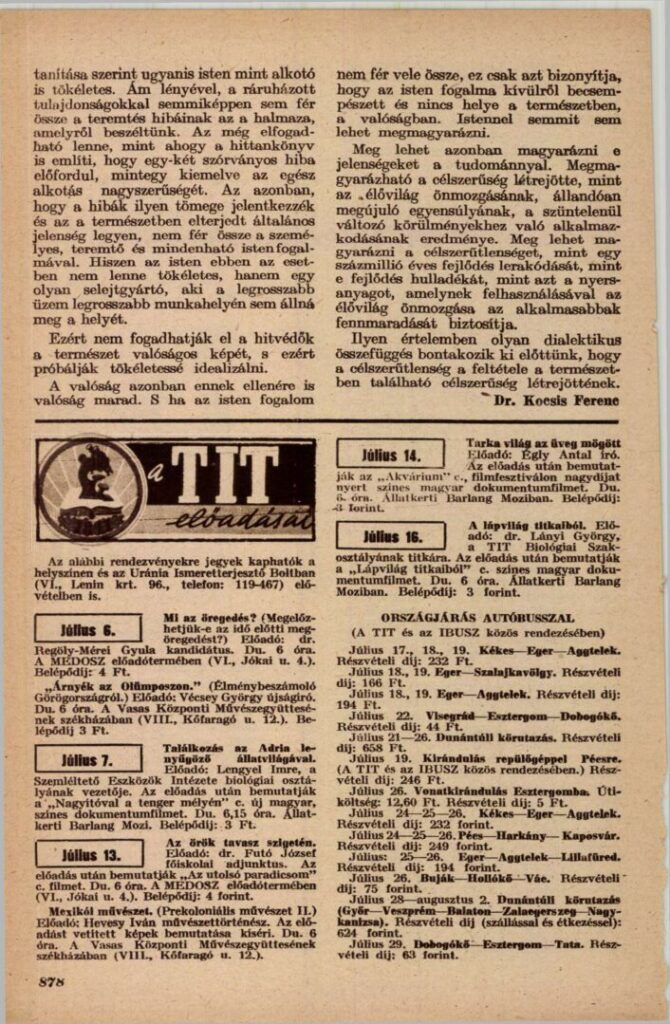 tanítása szerint ugyanis isten mint alkotó
is tökéletes. Ám lényével, a ráruházott
tulajdonságokkal semmiképpen sem fér
össze a teremtés hibáinak az a halmaza,
amelyről beszéltünk. Az még elfogad-
ható lenne, mint ahogy a hittankönyv
is említi, hogy egy-két szórványos hiba
előfordul, mintegy kiemelve az egész
alkotás nagyszerűségét. Az azonban,
hogy a hibák ilyen tömege jelentkezzék
és az a természetben elterjedt általános
jelenség legyen, nem fér össze a szemé-
lyes, teremtő és mindenható istenfogal-
mával. Hiszen az isten ebben az eset-
ben nem lenne tökéletes, hanem egy
olyan selejtgyártó, aki a legrosszabb
üzem legrosszabb munkahelyén sem állná
meg a helyét.
Ezért nem fogadhatják el a hitvédők
a természet valóságos képét, s ezért
próbálják tökéletessé idealizálni.
A valóság azonban ennek ellenére is
valóság marad. S ha az isten fogalom
nem fér vele össze, ez csak azt bizonyítja,
hogy az isten fogalma kívülről becsem-
pészett és nincs helye a természetben,
a valóságban. Istennel semmit sem
lehet megmagyarázni.
Meg lehet azonban magyarázni e
jelenségeket a tudománnyal. Megma-
gyarázható a célszerűség létrejötte, mint
az élővilág önmozgásának, állandóan
megújuló egyensúlyának, a szüntelenül
változó körülményekhez való alkalmaz-
kodásának eredménye. Meg lehet ma-
gyarázni a célszerűtlenséget, mint egy
százmillió éves fejlődés lerakódását, mint
e fejlődés hulladékát, mint azt a nyers-
anyagot, amelynek felhasználásával az
élővilág önmozgása az alkalmasabbak
fennmaradását biztosítja.
Ilyen értelemben olyan dialektikus
összefüggés bontakozik ki előttünk, hogy
a célszerűtlenség a feltétele a természet-
ben található célszerűség létrejöttének.
Dr. Kocsis Ferenc
a TIT
előadásai
Az alábbi rendezvényekre jegyek kaphatók a
helyszínen és az Uránia Ismeretterjesztő Boltban
(VI., Lenin krt. 96., telefon: 119-467) elő-
vételben is.
Július 6.
Mi az öregedés? (Megelőz-
hetjük-e az idő előtti meg-
öregedést?) Előadó: dr.
Regöly-Mérei Gyula kandidátus. Du. 6 óra.
A MEDOSZ előadótermében (VI., Jókai u. 4.).
Belépődíj: 4 Ft.
„Árnyék az Olümposzon." (Élménybeszámoló
Görögországról.) Előadó: Vécsey György újságíró.
Du. 6 óra. A Vasas Központi Művészegyüttesé-
nek székházában (VIII., Kőfaragó u. 12.). Be-
lépődíj 3 Ft.
Július 7.
Találkozás az Adria le-
nyűgöző állatvilágával.
Előadó: Lengyel Imre, a
Szemléltető Eszközök Intézete biológiai osztá-
lyának vezetője. Az előadás után bemutatják
a „Nagyítóval a tenger mélyén" c. új magyar,
színes dokumentumfilmet. Du. 6,15 óra. Állat-
kerti Barlang Mozi. Belépődíj: 3 Ft.
Július 13.
Az örök tavasz szigetén.
Előadó: dr. Futó József
főiskolai adjunktus. Az
előadás után bemutatják „Az utolsó paradicsom"
c. filmet. Du. 6 óra. A MEDOSZ előadótermében
(VI., Jókai u. 4.). Belépődíj: 4 forint.
Mexikói művészet. (Prekoloniális művészet II.)
Előadó: Hevesy Iván művészettörténész. Az elő-
adást vetített képek bemutatása kíséri. Du. 6
óra. A Vasas Központi Művészegyüttesének
székházában (VIII., Kőfaragó u. 12.).
Július 14.
Tarka világ az üveg mögött
Előadó: Egly Antal író.
Az előadás után bemutat-
ják az „Akvárium" c., filmfesztiválon nagydíjat
nyert színes magyar dokumentumfilmet. Du.
6. óra. Állatkerti Barlang Moziban. Belépődíj:
3 forint.
Július 16.
A lápvilág titkaiból. Elő-
adó: dr. Lányi György,
a TIT Biológiai Szak-
osztályának titkára. Az előadás után bemutatják
a „Lápvilág titkaiból" c. színes magyar doku-
mentumfilmet. Du. 6 óra. Állatkerti Barlang
Moziban. Belépődíj: 3 forint.
ORSZÁGJÁRÁS AUTÓBUSSZAL
(A TIT és az IBUSZ közös rendezésében)
Július 17., 18., 19. Kékes—Eger—Aggtelek.
Részvételi díj: 232 Ft.
Július 18., 19. Eger—Szalajkavölgy. Részvételi
díj: 166 Ft.
Július 18., 19. Eger—Aggtelek. Részvételi díj:
194 Ft.
Július 22. Visegrád—Esztergom—Dobogókő.
Részvételi díj: 44 Ft.
Július 21—26. Dunántúli körutazás. Részvételi
díj: 658 Ft.
Július 19. Kirándulás repülőgéppel Pécsre.
(A TIT és az IBUSZ közös rendezésében.) Rész-
vételi díj: 246 Ft.
Július 26. Vonatkirándulás Esztergomba. Úti-
költség: 12,60 Ft. Részvételi díj: 5 Ft.
Július 24—25—26. Kékes—Eger—Aggtelek.
Részvételi díj: 232 forint.
Július 24—25—26. Pécs—Harkány—Kaposvár.
Részvételi díj: 249 forint.
Július: 25—26. Eger—Aggtelek—Lillafüred.
Részvételi díj: 194 forint.
Július 26. Buják—Hollókő—Vác. Részvételi
díj: 75 forint.
Július 28—augusztus 2. Dunántúli körutazás
(Győr—Veszprém—Balaton—Zalaegerszeg—Nagy-
kanizsa). Részvételi díj (szállással és étkezéssel):
624 forint.
Július 29. Dobogókő—Esztergom—Tata. Rész-
vételi díj: 63 forint.
878